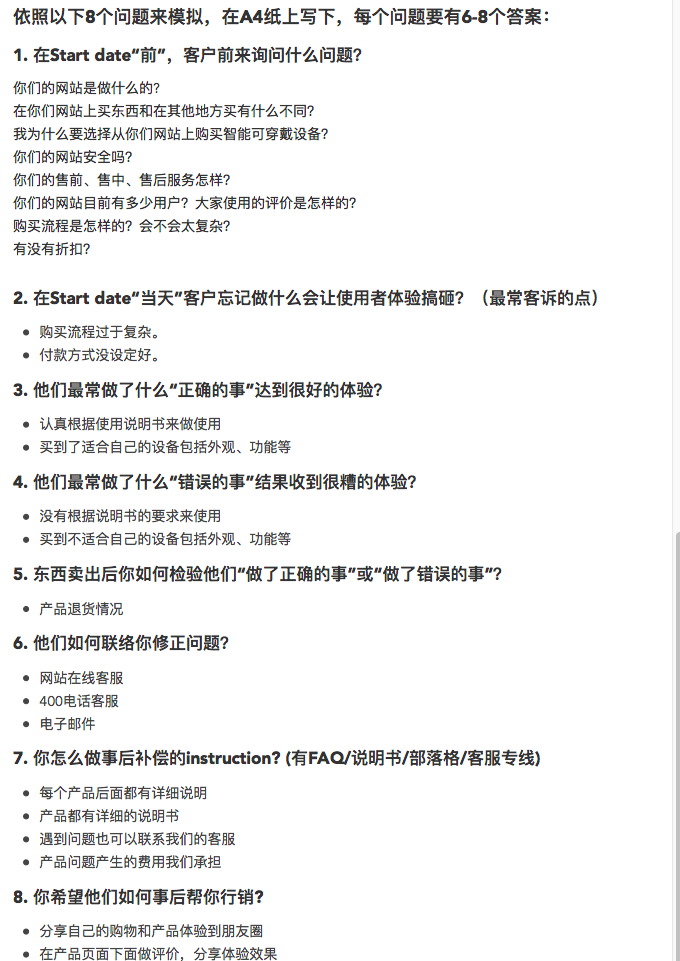 依照以下8个问题来模拟，在A4纸上写下，每个问题要有6-8个答案：
1. 在Start date“前”，客户前来询问什么问题？
你们的网站是做什么的？
在你们网站上买东西和在其他地方买有什么不同？
我为什么要选择从你们网站上购买智能可穿戴设备？
你们的网站安全吗？
你们的售前、售中、售后服务怎样？
你们的网站目前有多少用户？大家使用的评价是怎样的？
购买流程是怎样的？会不会太复杂？
有没有折扣？
2. 在Start date“当天”客户忘记做什么会让使用者体验搞砸？（最常客诉的点）
• 购买流程过于复杂。
• 付款方式没设定好。
3. 他们最常做了什么“正确的事”达到很好的体验？
• 认真根据使用说明书来做使用
• 买到了适合自己的设备包括外观、功能等
4. 他们最常做了什么“错误的事”结果收到很糟的体验？
• 没有根据说明书的要求来使用
• 买到不适合自己的设备包括外观、功能等
5. 东西卖出后你如何检验他们“做了正确的事”或“做了错误的事”？
• 产品退货情况
6. 他们如何联络你修正问题？
• 网站在线客服
• 400电话客服
• 电子邮件
7. 你怎么做事后补偿的instruction? (有FAQ/说明书/部落格/客服专线)
• 每个产品后面都有详细说明
• 产品都有详细的说明书
• 遇到问题也可以联系我们的客服
• 产品问题产生的费用我们承担
8. 你希望他们如何事后帮你行销?
• 分享自己的购物和产品体验到朋友圈
• 在产品页面下面做评价，分享体验效果